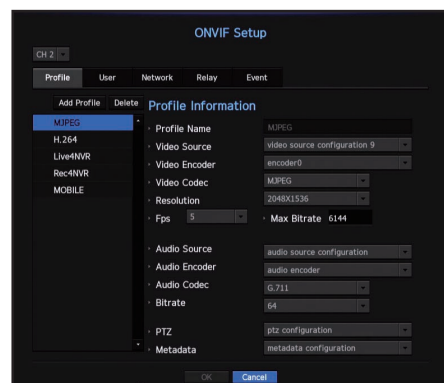 ONVIF Setup
CH 2
Profile User Network Relay Event
Add Profile Delete Profile Information
MJPEG
H.264
Live4NVR
Rec4NVR
MOBILE
Profile Name MJPEG
Video Source video source configuration 9
Video Encoder encoder0
Video Codec MJPEG
Resolution 2048X1536
Fps 5 Max Bitrate 6144
Audio Source audio source configuration
Audio Encoder audio encoder
Audio Codec G.711
Bitrate 64
PTZ ptz configuration
Metadata metadata configuration
OK Cancel